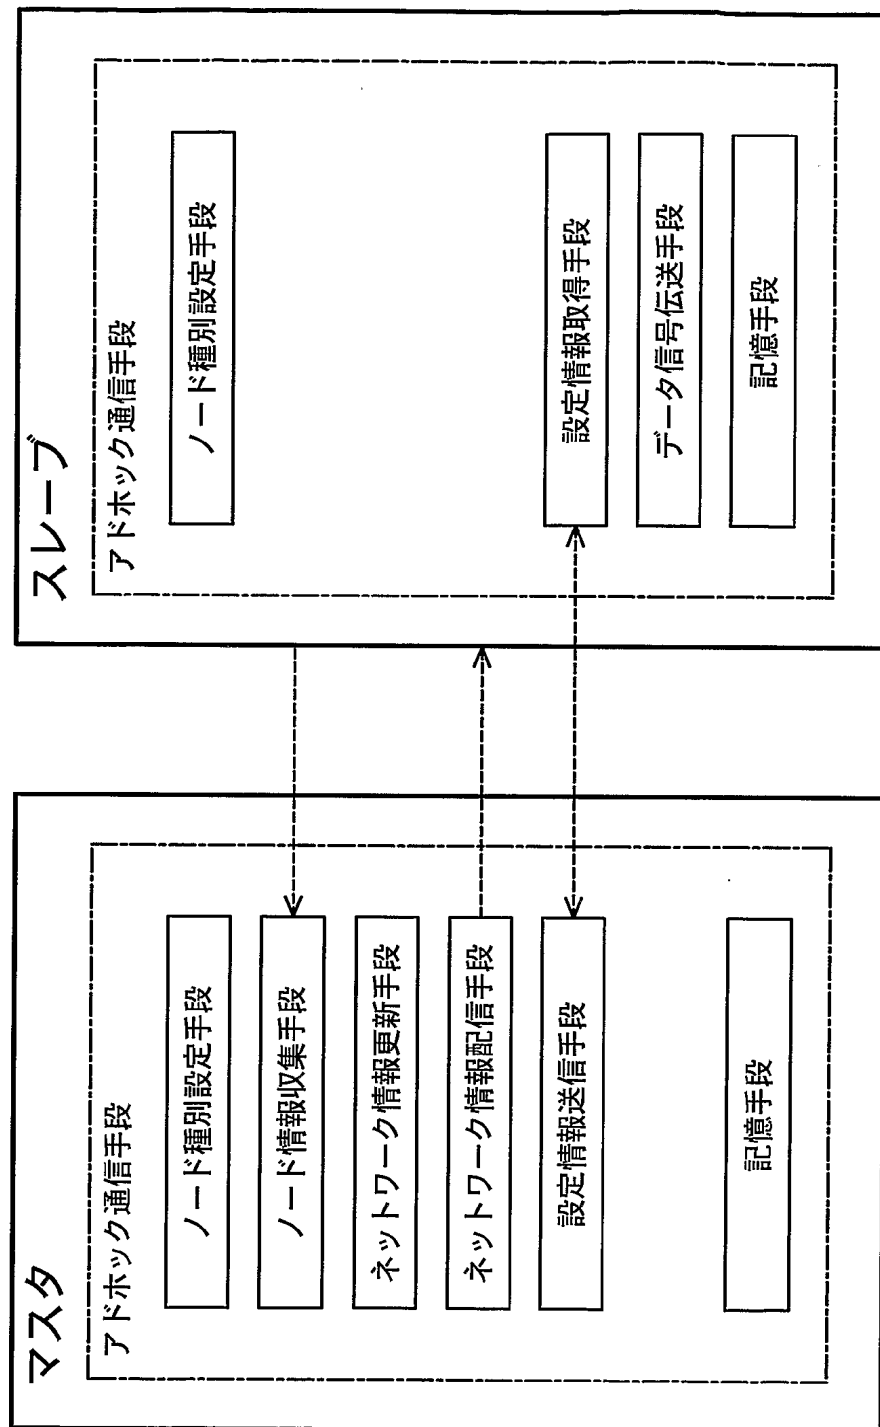 マスタ
アドホック通信手段
ノード種別設定手段
ノード情報収集手段
ネットワーク情報更新手段
ネットワーク情報配信手段
設定情報送信手段
記憶手段
スレーブ
アドホック通信手段
ノード種別設定手段
設定情報取得手段
データ信号伝送手段
記憶手段